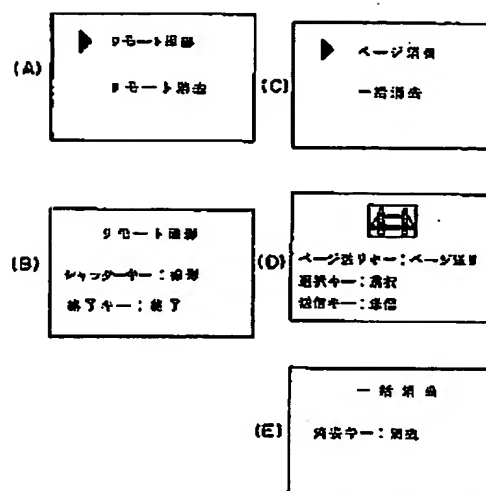 (A)
リモート撮影
リモート消去
(C)
ページ消去
一括消去
(B)
リモート撮影
シャッターキー：撮影
終了キー：終了
(D)
ページ送りキー：ページ送り
選択キー：選択
送信キー：送信
(E)
一括消去
消去キー：消去